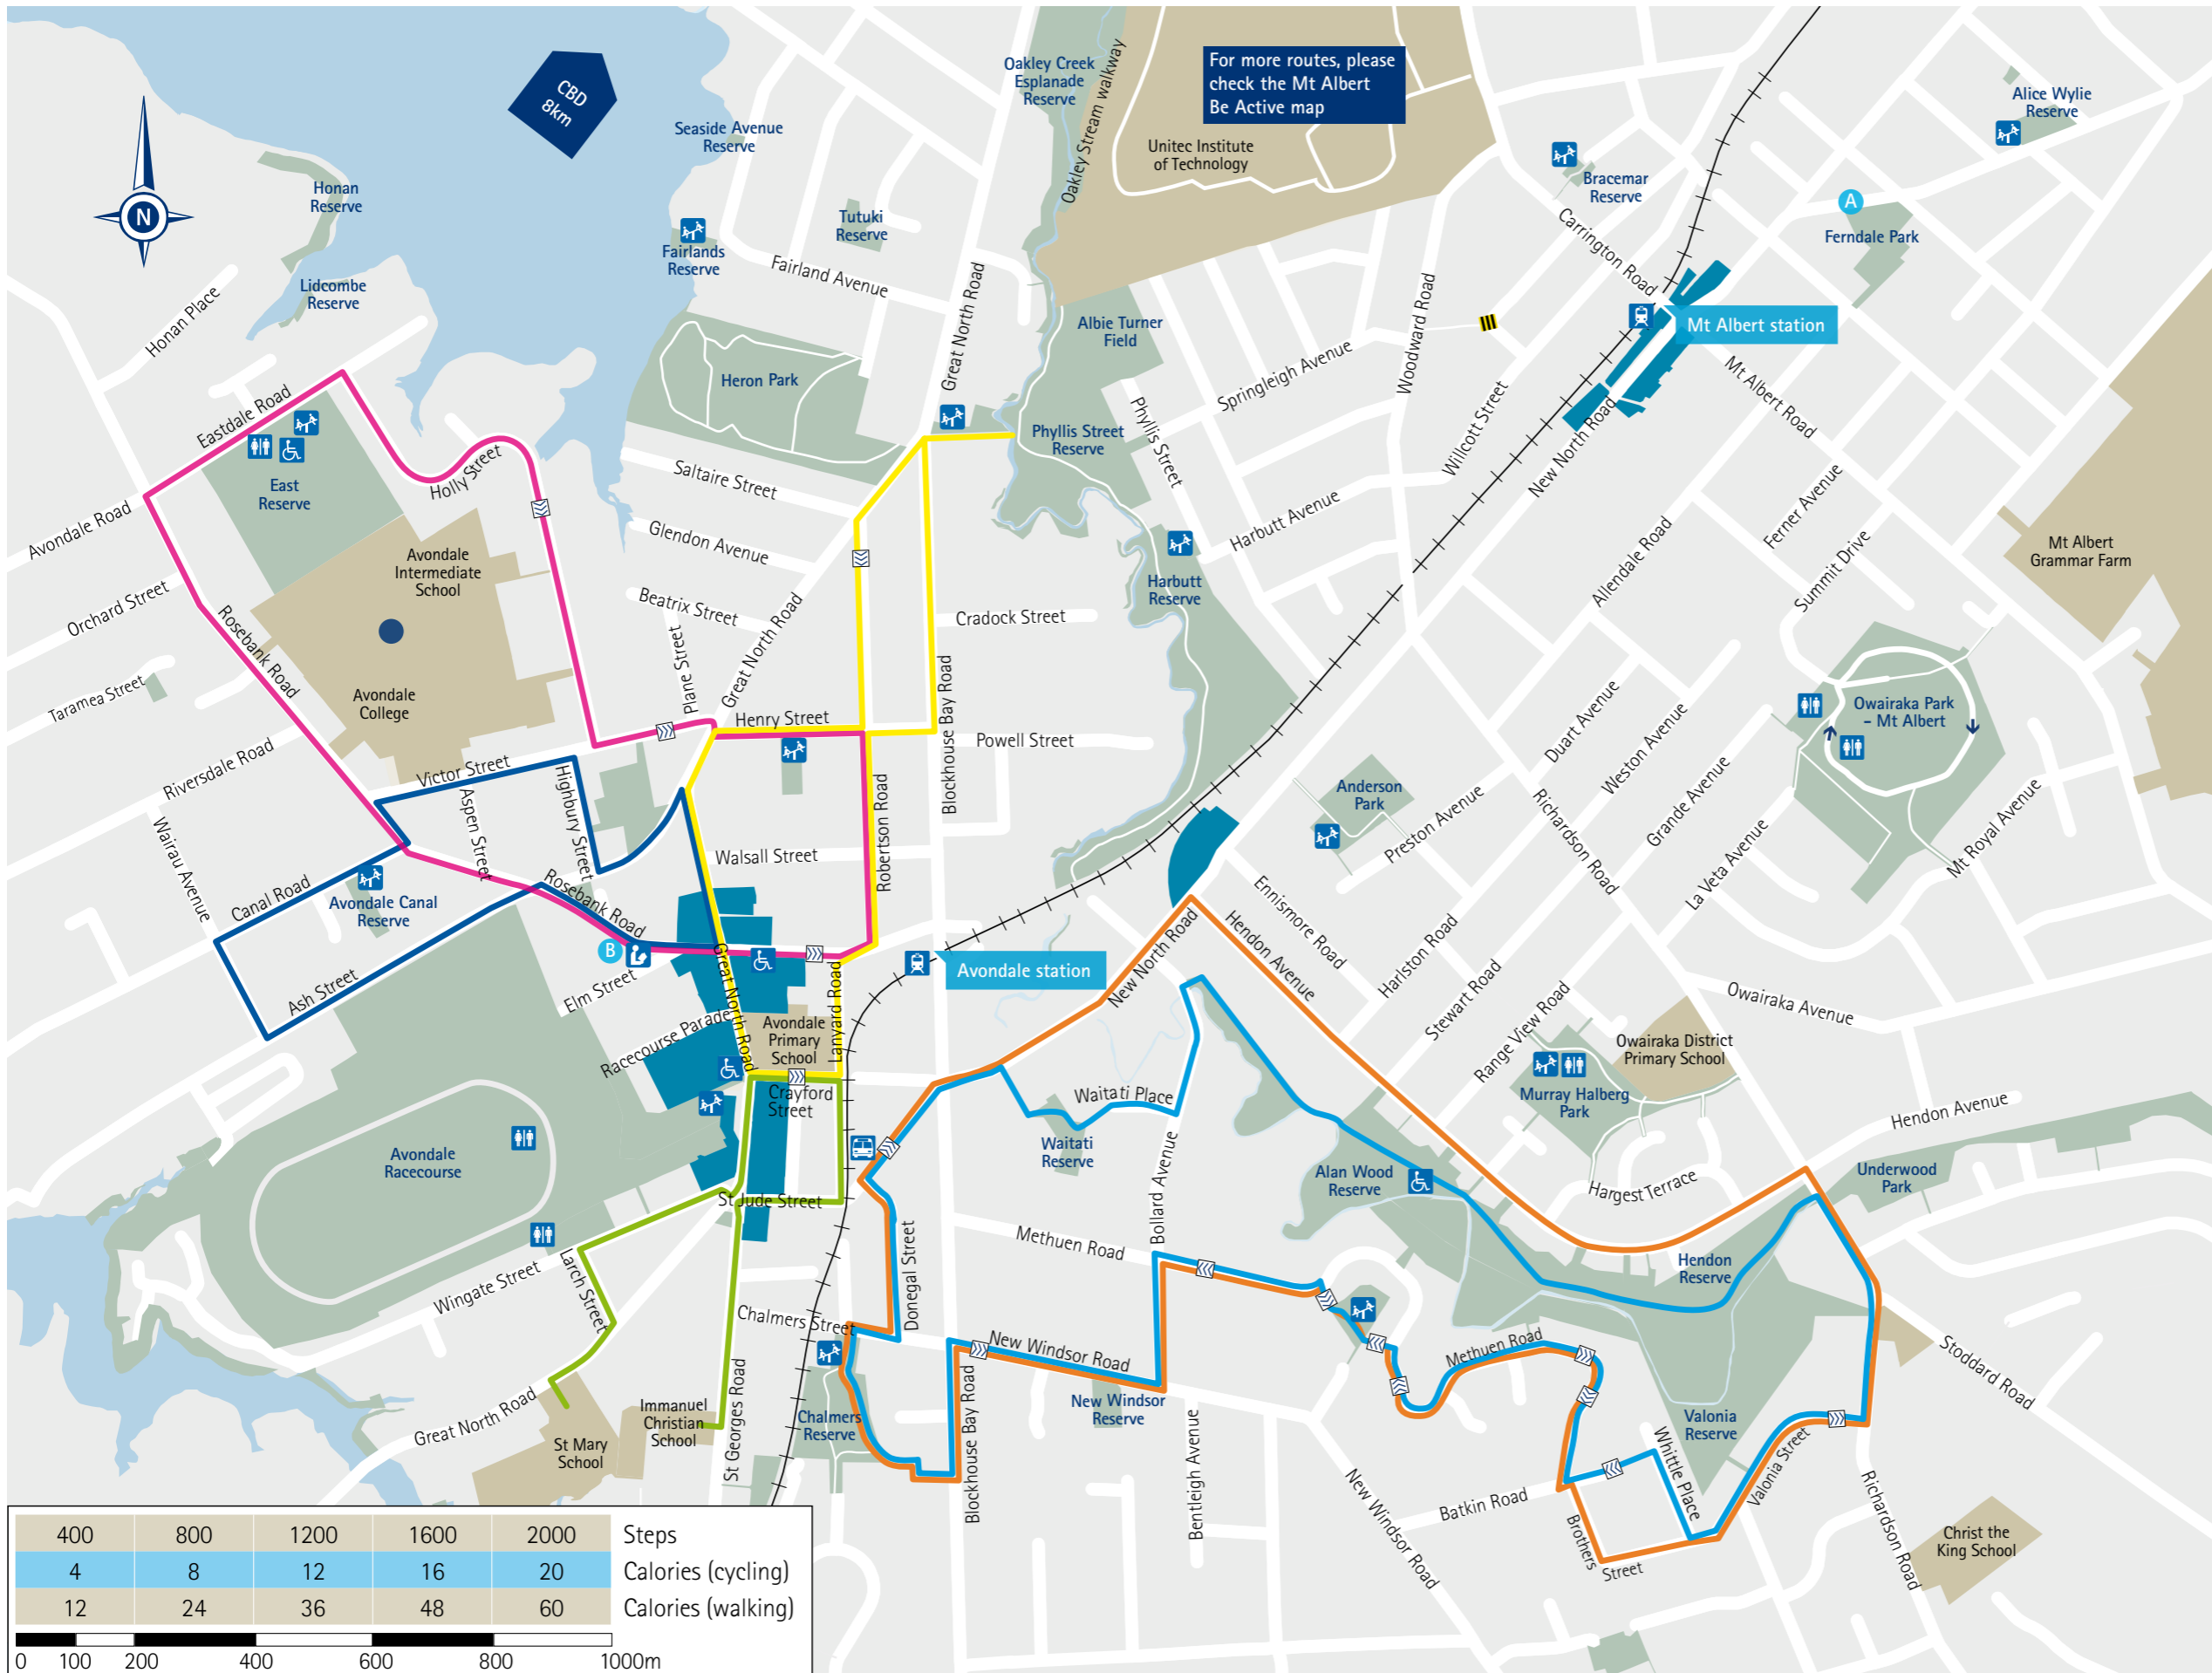 CBD
8km
N
For more routes, please
check the Mt Albert
Be Active map
Oakley Creek
Esplanade
Reserve
Oakley Stream walkway
Unitec Institute
of Technology
Alice Wylie
Reserve
Seaside Avenue
Reserve
Bracemar
Reserve
A
Ferndale Park
Honan
Reserve
Tutuki
Reserve
Fairlands
Reserve
Fairland Avenue
Lidcombe
Reserve
Honan Place
Carrington Road
Mt Albert station
Mt Albert Road
Great North Road
Albie Turner
Field
Springleigh Avenue
Woodward Road
Willcott Street
New North Road
Heron Park
Eastdale Road
East
Reserve
Holly Street
Avondale Road
Saltaire Street
Phyllis Street
Reserve
Phyllis Street
Harbutt Avenue
Ferner Avenue
Summit Drive
Allendale Road
Mt Albert
Grammar Farm
Glendon Avenue
Avondale
Intermediate
School
Harbutt
Reserve
Orchard Street
Rosebank Road
Beatrix Street
Cradock Street
Plane Street
Great North Road
Taramea Street
Avondale
College
Henry Street
Blockhouse Bay Road
Powell Street
Owairaka Park
- Mt Albert
Duart Avenue
Weston Avenue
Grande Avenue
Riversdale Road
Victor Street
Aspen Street
Highbury Street
Robertson Road
Anderson
Park
Preston Avenue
Richardson Road
La Veta Avenue
Mt Royal Avenue
Wairau Avenue
Walsall Street
Canal Road
Avondale Canal
Reserve
Rosebank Road
B
Ennismore Road
Hendon Avenue
Harlston Road
Stewart Road
New North Road
Avondale station
Ash Street
Elm Street
Great North Road
Lanyard Road
Racecourse Parade
Avondale
Primary
School
Range View Road
Owairaka Avenue
Owairaka District
Primary School
Crayford
Street
Waitati Place
Murray Halberg
Park
Hendon Avenue
Avondale
Racecourse
Waitati
Reserve
Bollard Avenue
Alan Wood
Reserve
Hargest Terrace
Underwood
Park
St Jude Street
Methuen Road
Donegal Street
Larch Street
Wingate Street
Hendon
Reserve
Chalmers Street
New Windsor Road
Methuen Road
Stoddard Road
Great North Road
St Mary
School
Immanuel
Christian
School
St Georges Road
Chalmers
Reserve
Blockhouse Bay Road
New Windsor
Reserve
Bentleigh Avenue
Valonia
Reserve
Whittle Place
Valonia Street
New Windsor Road
Batkin Road
Brothers
Street
Richardson Road
Christ the
King School
400 800 1200 1600 2000 Steps
4 8 12 16 20 Calories (cycling)
12 24 36 48 60 Calories (walking)
0 100 200 400 600 800 1000m